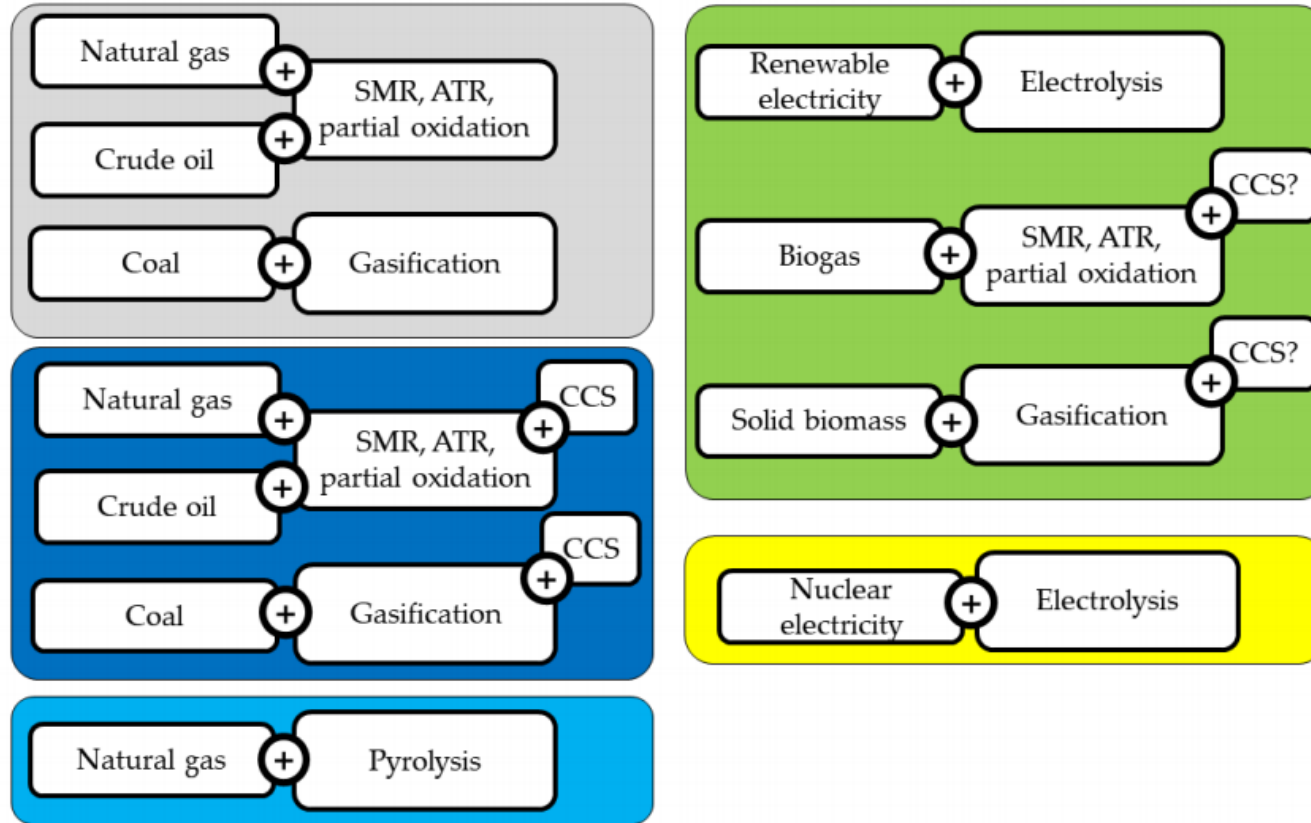 Natural gas
+
SMR, ATR,
partial oxidation
+
Crude oil
Coal
+
Gasification
Natural gas
+
SMR, ATR,
partial oxidation
+
CCS
+
Crude oil
Coal
+
Gasification
+
CCS
Natural gas
+
Pyrolysis
Renewable
electricity
+
Electrolysis
Biogas
+
SMR, ATR,
partial oxidation
+
CCS?
Solid biomass
+
Gasification
+
CCS?
Nuclear
electricity
+
Electrolysis